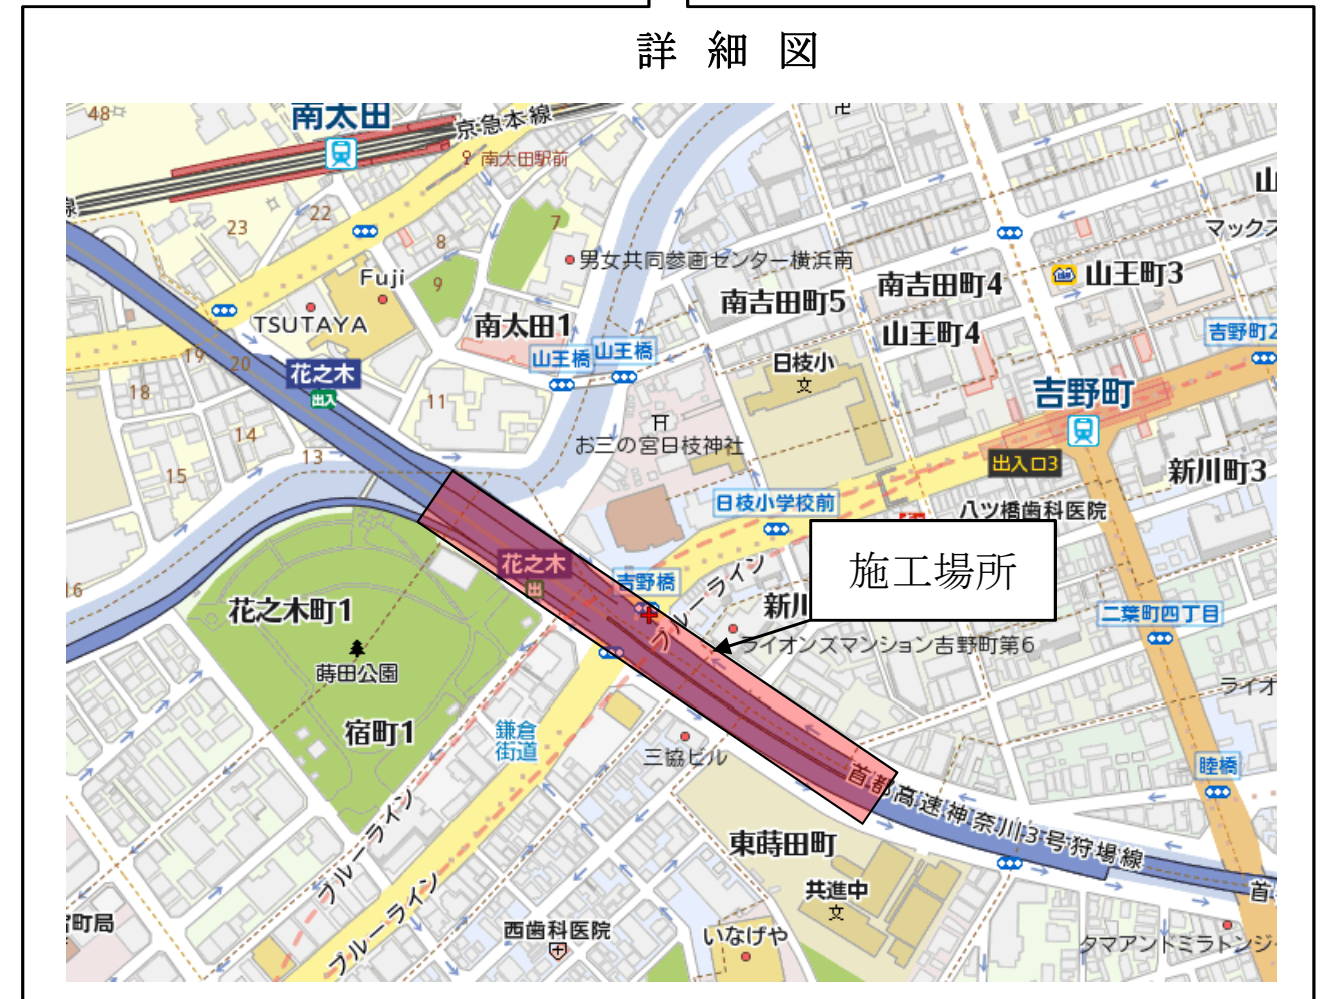 詳細図
48
南太田
京急本線
南太田駅前
線
山
22
23
7
8
9
マックス
男女共同参画センター横浜南
Fuji
山王町3
南吉田町4
南吉田町5
TSUTAYA
南太田1
山王町4
吉野町2
19
20
山王橋
山王橋
日枝小
花之木
出入
18
11
吉野町
お三の宮日枝神社
14
13
15
出入口3
新川町3
日枝小学校前
八ツ橋歯科医院
施工場所
花之木
出
吉野橋
16
花之木町1
ブルーライン
新川
二葉町四丁目
ライオンズマンション吉野町第6
蒔田公園
ライオ
宿町1
鎌倉
街道
三協ビル
睦橋
首都高速神奈川3号狩場線
ブルーライン
東蒔田町
共進中
首
町局
ブルーライン
西歯科医院
いなげや
タマアントミラトンジ